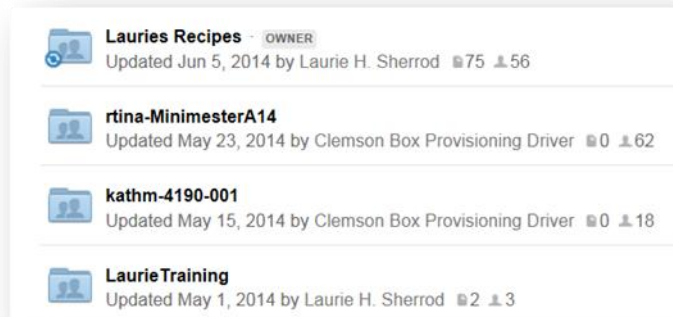 Lauries Recipes · OWNER
Updated Jun 5, 2014 by Laurie H. Sherrod 75 56
rtina-MinimesterA14
Updated May 23, 2014 by Clemson Box Provisioning Driver 0 62
kathm-4190-001
Updated May 15, 2014 by Clemson Box Provisioning Driver 0 18
LaurieTraining
Updated May 1, 2014 by Laurie H. Sherrod 2 3